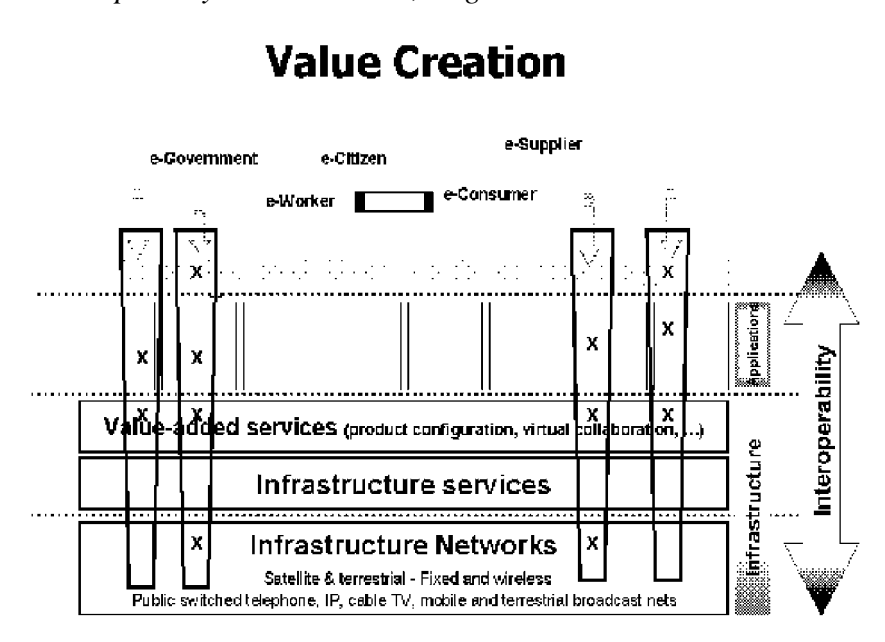 Value Creation
e-Supplier
e-Government e-Citizen
e-Worker e-Consumer
X X
X
X X
X X
Applications
X X X X
Value-added services (product configuration, virtual collaboration, ...)
Infrastructure services
X Infrastructure Networks X
Satellite & terrestrial - Fixed and wireless
Public switched telephone, IP, cable TV, mobile and terrestrial broadcast nets
Infrastructure
Interoperability